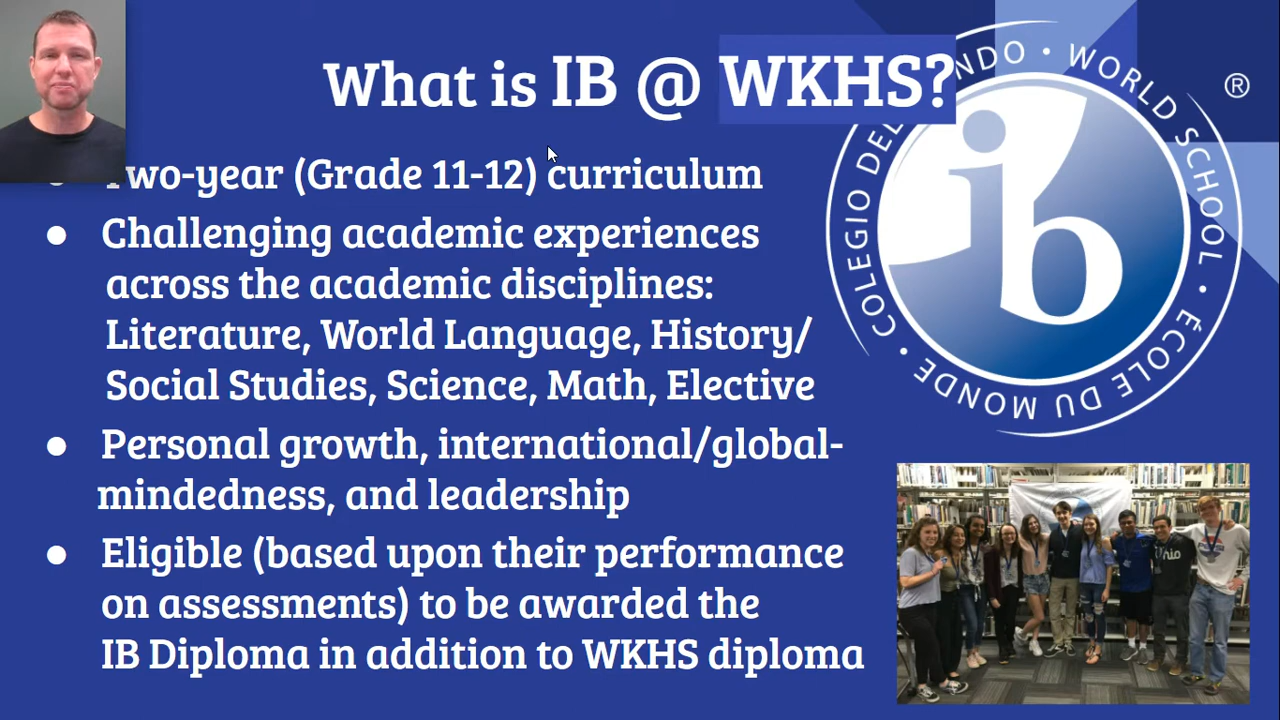 What is IB @ WKHS?
®
Two-year (Grade 11-12) curriculum
● Challenging academic experiences
across the academic disciplines:
Literature, World Language, History/
Social Studies, Science, Math, Elective
● Personal growth, international/global-
mindedness, and leadership
● Eligible (based upon their performance
on assessments) to be awarded the
IB Diploma in addition to WKHS diploma
WORLD SCHOOL • ÉCOLE DU MONDE • COLEGIO DEL NDO •
ib
hio